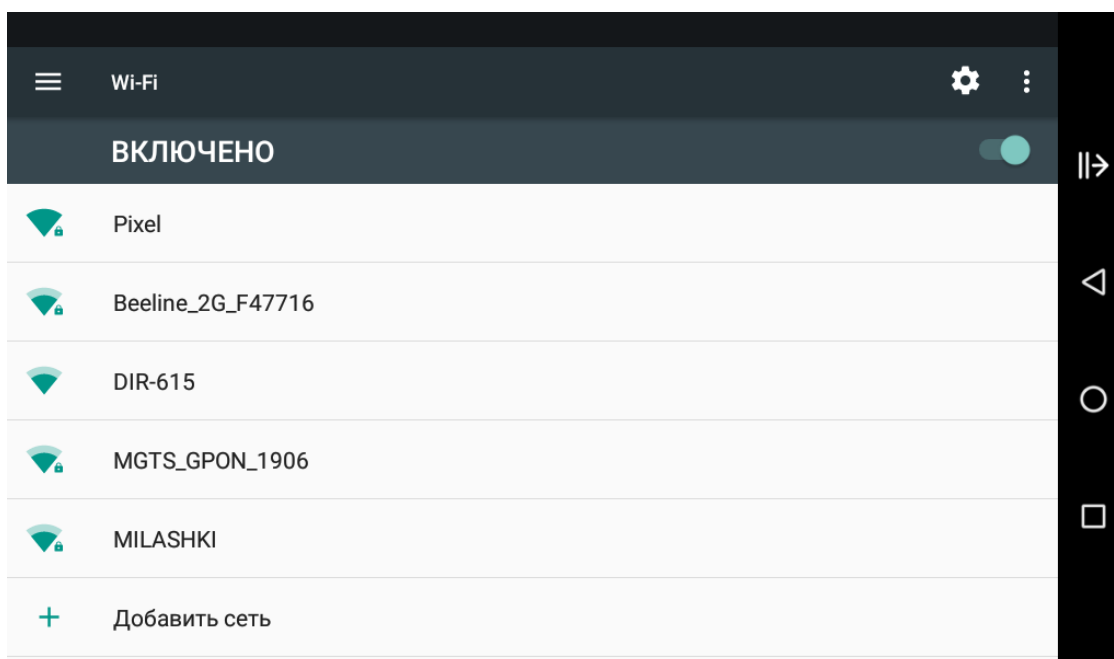 Wi-Fi
ВКЛЮЧЕНО
Pixel
Beeline_2G_F47716
DIR-615
MGTS_GPON_1906
MILASHKI
Добавить сеть